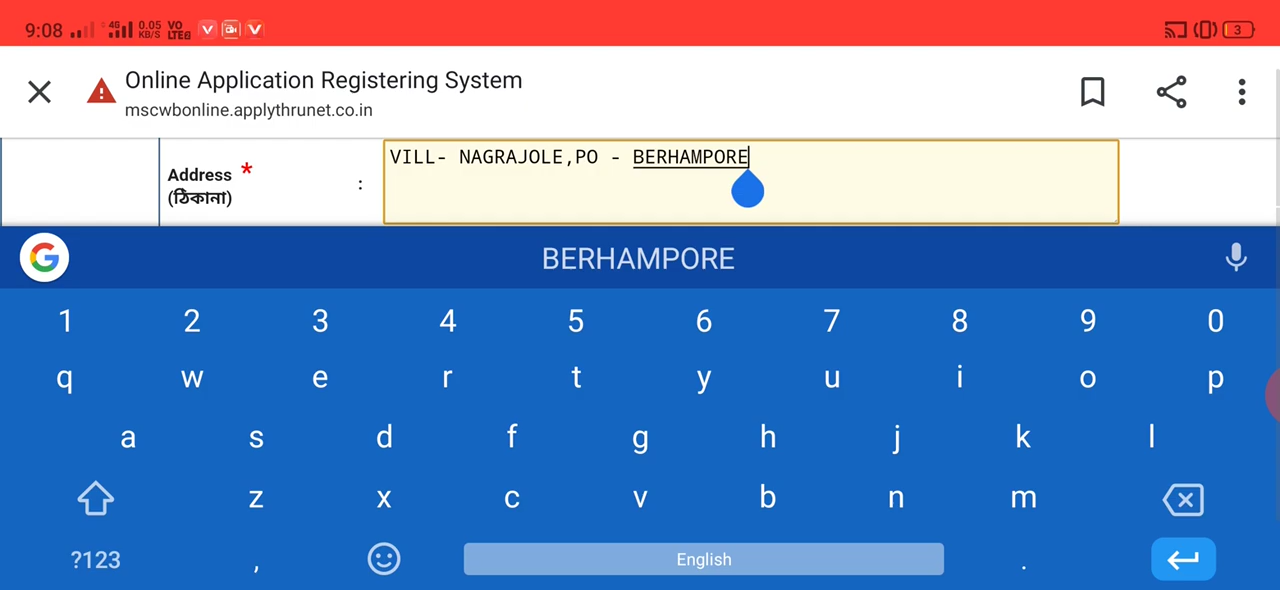 9:08 4G 0.05 KB/S VO LTE2 3
Online Application Registering System
mscwbonline.applythrunet.co.in
Address *
(ঠিকানা)
:
VILL- NAGRAJOLE,PO - BERHAMPORE
G BERHAMPORE
1 2 3 4 5 6 7 8 9 0
q w e r t y u i o p
a s d f g h j k l
z x c v b n m
?123 , English .